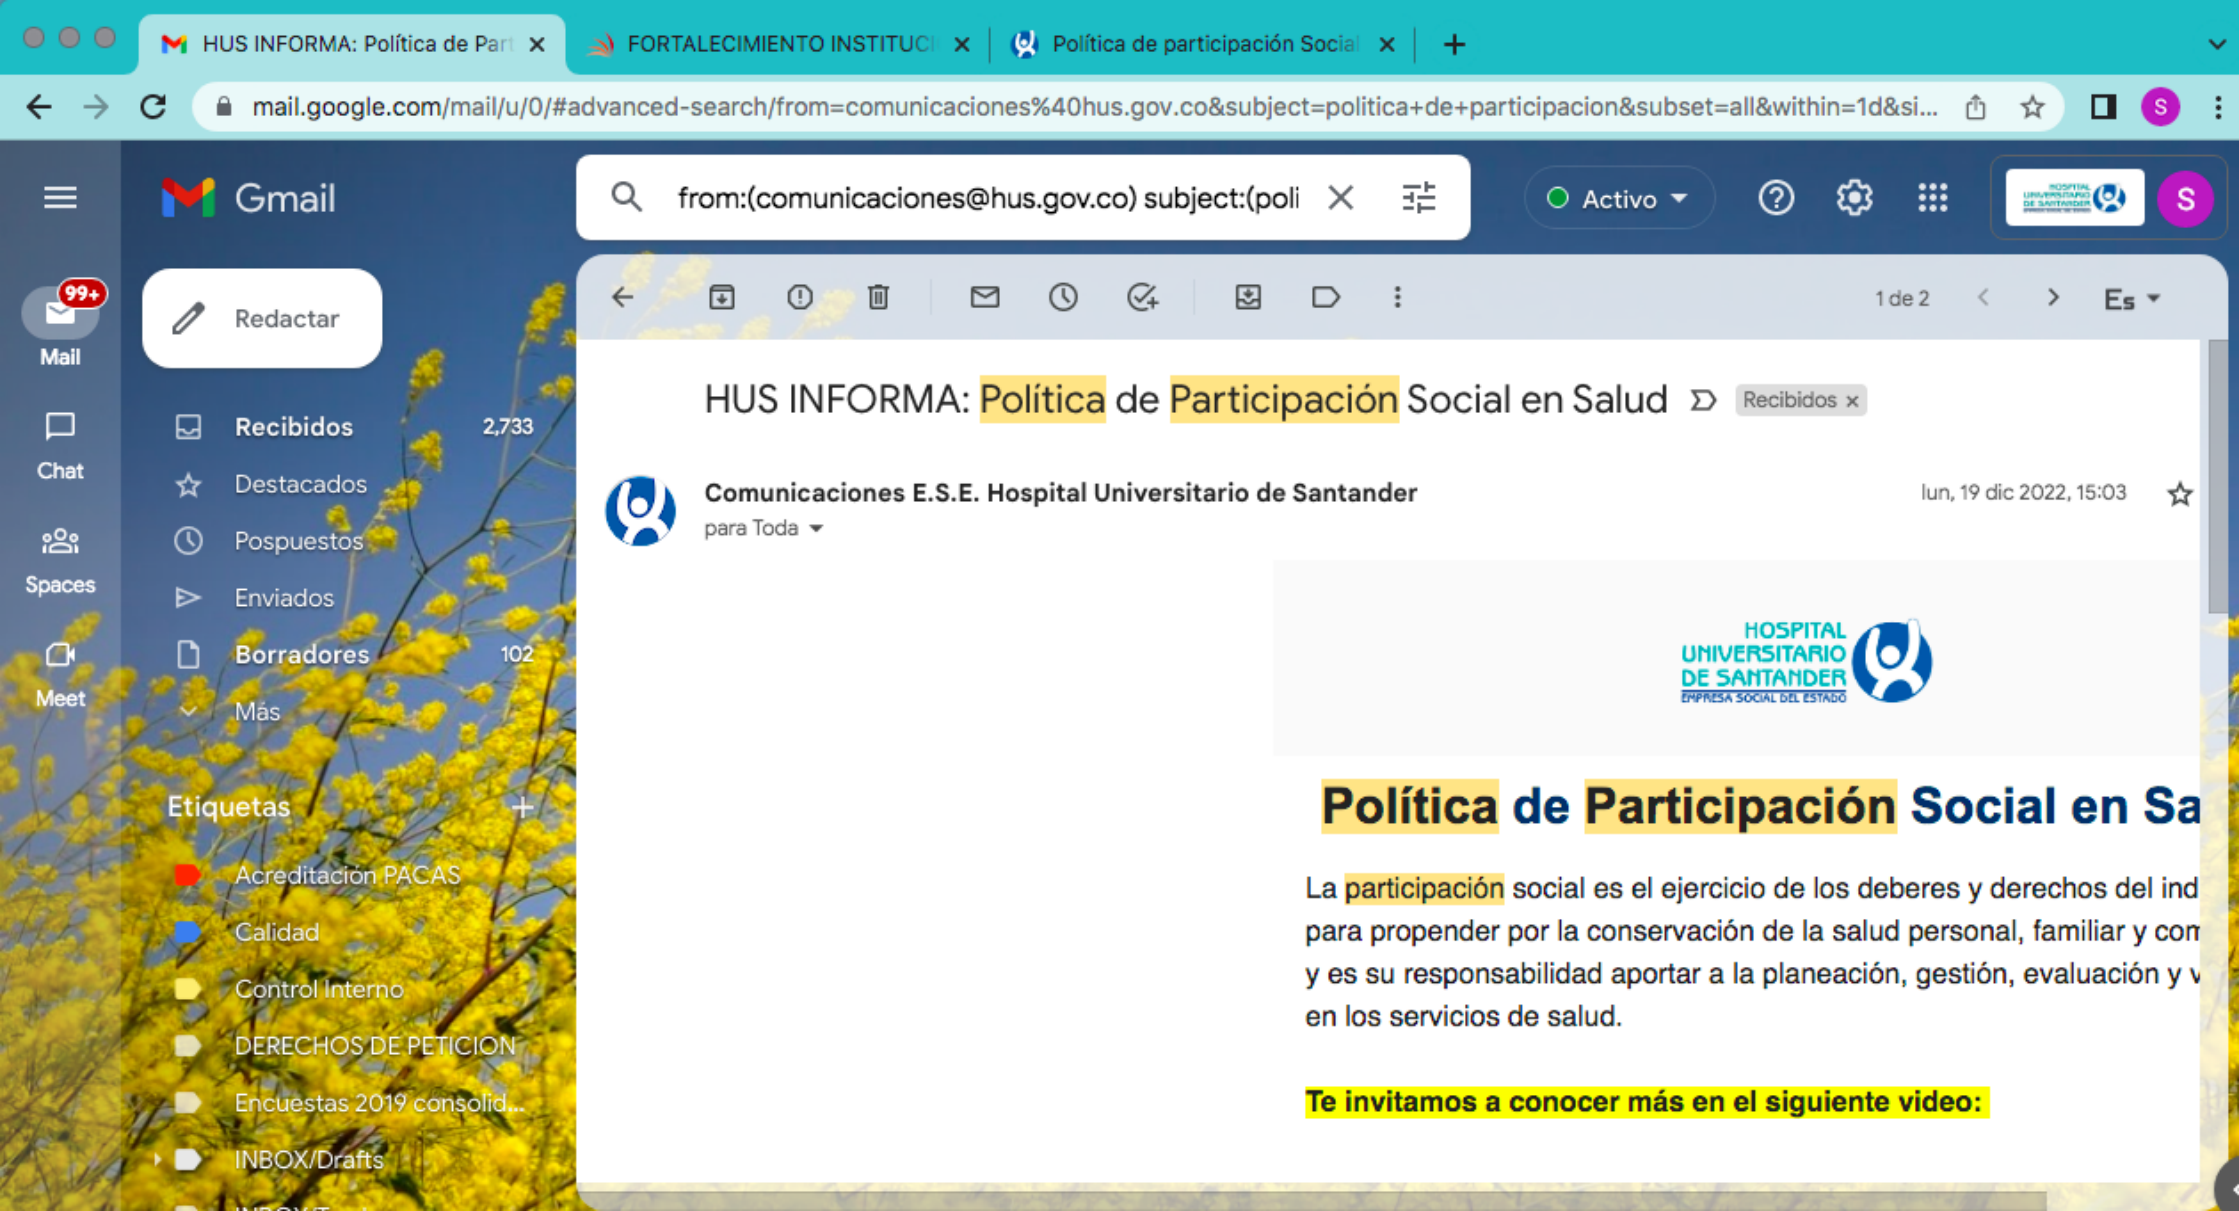 HUS INFORMA: Política de Part
FORTALECIMIENTO INSTITUCI
Política de participación Social
mail.google.com/mail/u/0/#advanced-search/from=comunicaciones%40hus.gov.co&subject=politica+de+participacion&subset=all&within=1d&si...
S
Gmail
from:(comunicaciones@hus.gov.co) subject:(poli
Activo
HOSPITAL
UNIVERSITARIO
DE SANTANDER
S
99+
Mail
Chat
Spaces
Meet
Redactar
Recibidos 2,733
Destacados
Pospuestos
Enviados
Borradores 102
Más
Etiquetas
Acreditación PACAS
Calidad
Control Interno
DERECHOS DE PETICION
Encuestas 2019 consolid...
INBOX/Drafts
1 de 2
Es
HUS INFORMA: Política de Participación Social en Salud
Recibidos
Comunicaciones E.S.E. Hospital Universitario de Santander
lun, 19 dic 2022, 15:03
para Toda
HOSPITAL
UNIVERSITARIO
DE SANTANDER
EMPRESA SOCIAL DEL ESTADO
Política de Participación Social en Sa
La participación social es el ejercicio de los deberes y derechos del ind
para propender por la conservación de la salud personal, familiar y com
y es su responsabilidad aportar a la planeación, gestión, evaluación y v
en los servicios de salud.
Te invitamos a conocer más en el siguiente video: